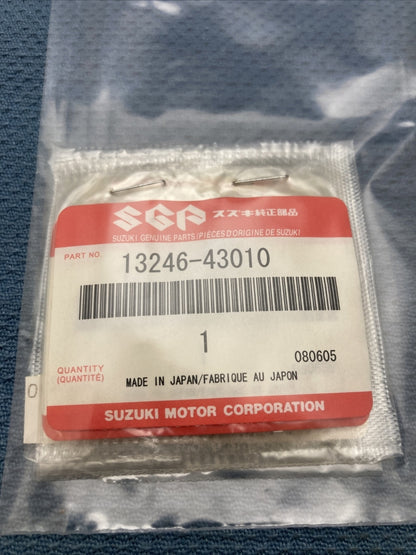 SGP スズキ純正部品
SUZUKI GENUINE PARTS (PIÈCES D'ORIGINE DE SUZUKI)
PART NO. 13246-43010
1
080605
QUANTITY
(QUANTITÉ)
0
MADE IN JAPAN/FABRIQUE AU JAPON
SUZUKI MOTOR CORPORATION